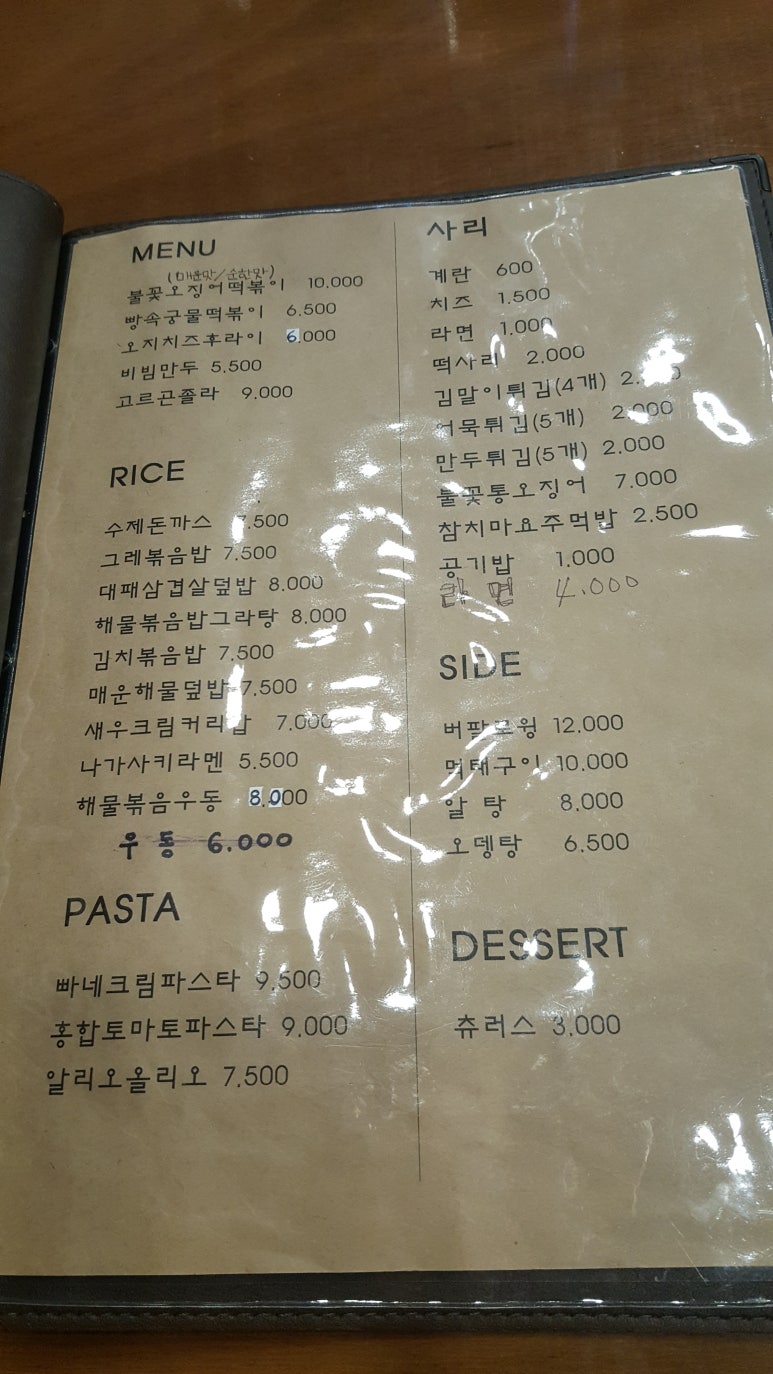 MENU
(매운맛/순한맛)
불꽃오징어떡볶이 10.000
빵속궁물떡볶이 6.500
오지치즈후라이 6.000
비빔만두 5.500
고르곤졸라 9.000
RICE
수제돈까스 7.500
그레볶음밥 7.500
대패삼겹살덮밥 8.000
해물볶음밥그라탕 8.000
김치볶음밥 7.500
매운해물덮밥 7.500
새우크림커리밥 7.000
나가사키라멘 5.500
해물볶음우동 8.000
우동 6.000
PASTA
빠네크림파스타 9.500
홍합토마토파스타 9.000
알리오올리오 7.500
사리
계란 600
치즈 1.500
라면 1.000
떡사리 2.000
김말이튀김(4개)
어묵튀김(5개) 2.000
만두튀김(5개) 2.000
불꽃통오징어 7.000
참치마요주먹밥 2.500
공기밥 1.000
라면 4.000
SIDE
버팔로윙 12.000
먹태구이 10.000
알탕 8.000
오뎅탕 6.500
DESSERT
츄러스 3.000